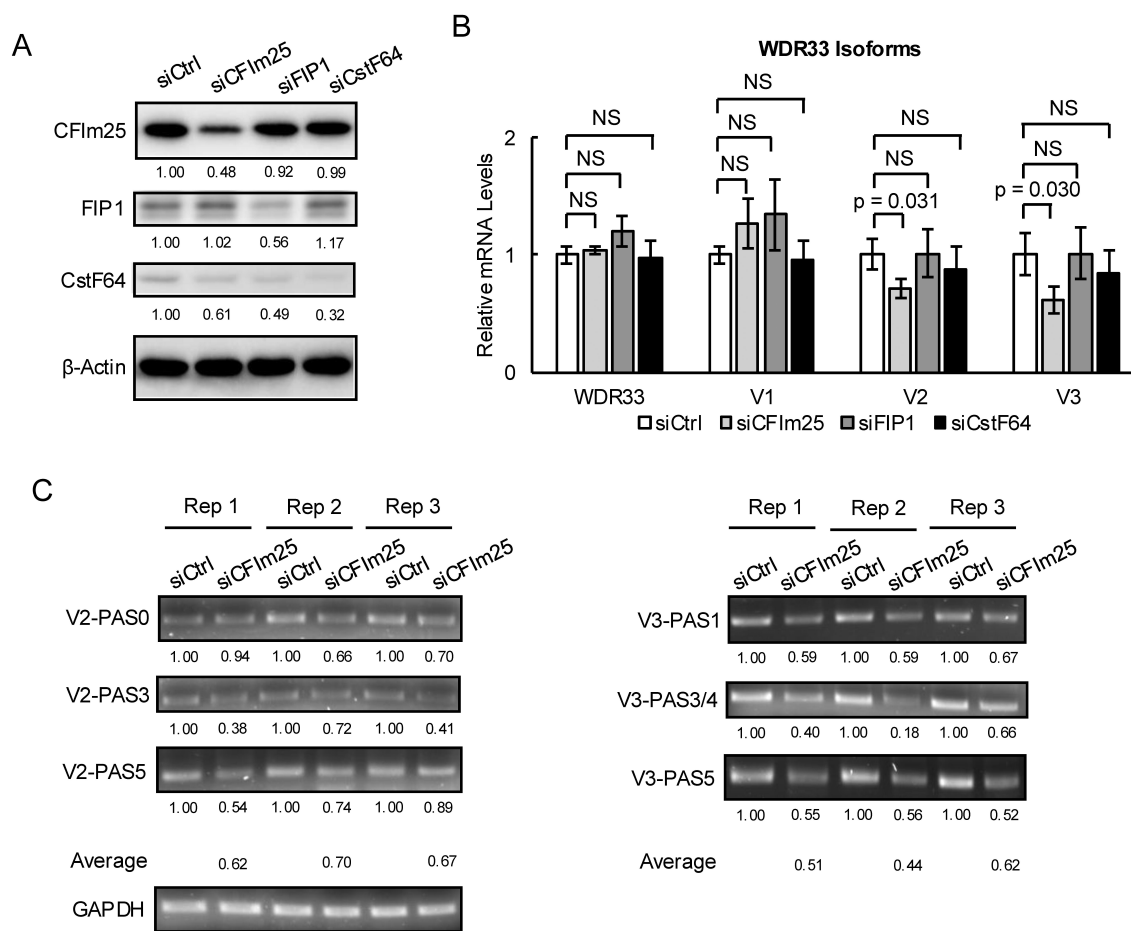 A
siCtrl siCFIm25 siFIP1 siCstF64
CFIm25
1.00 0.48 0.92 0.99
FIP1
1.00 1.02 0.56 1.17
CstF64
1.00 0.61 0.49 0.32
β-Actin
B
WDR33 Isoforms
Relative mRNA Levels
2
1
0
NS
NS
NS
NS
NS
NS
NS
NS
p = 0.031
NS
NS
p = 0.030
WDR33 V1 V2 V3
siCtrl siCFIm25 siFIP1 siCstF64
C
Rep 1 Rep 2 Rep 3
siCtrl siCFIm25 siCtrl siCFIm25 siCtrl siCFIm25
V2-PAS0
1.00 0.94 1.00 0.66 1.00 0.70
V2-PAS3
1.00 0.38 1.00 0.72 1.00 0.41
V2-PAS5
1.00 0.54 1.00 0.74 1.00 0.89
Average 0.62 0.70 0.67
GAPDH
Rep 1 Rep 2 Rep 3
siCtrl siCFIm25 siCtrl siCFIm25 siCtrl siCFIm25
V3-PAS1
1.00 0.59 1.00 0.59 1.00 0.67
V3-PAS3/4
1.00 0.40 1.00 0.18 1.00 0.66
V3-PAS5
1.00 0.55 1.00 0.56 1.00 0.52
Average 0.51 0.44 0.62